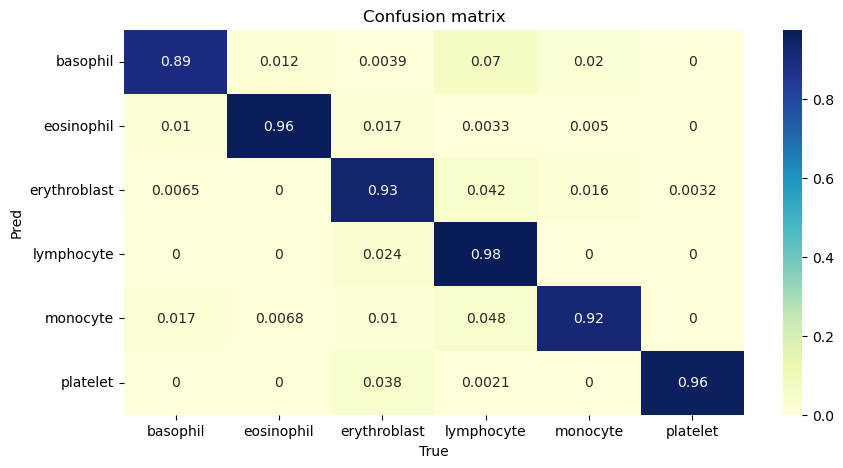 Confusion matrix
basophil 0.89 0.012 0.0039 0.07 0.02 0
eosinophil 0.01 0.96 0.017 0.0033 0.005 0
erythroblast 0.0065 0 0.93 0.042 0.016 0.0032
lymphocyte 0 0 0.024 0.98 0 0
monocyte 0.017 0.0068 0.01 0.048 0.92 0
platelet 0 0 0.038 0.0021 0 0.96
basophil eosinophil erythroblast lymphocyte monocyte platelet
True
Pred
0.8
0.6
0.4
0.2
0.0